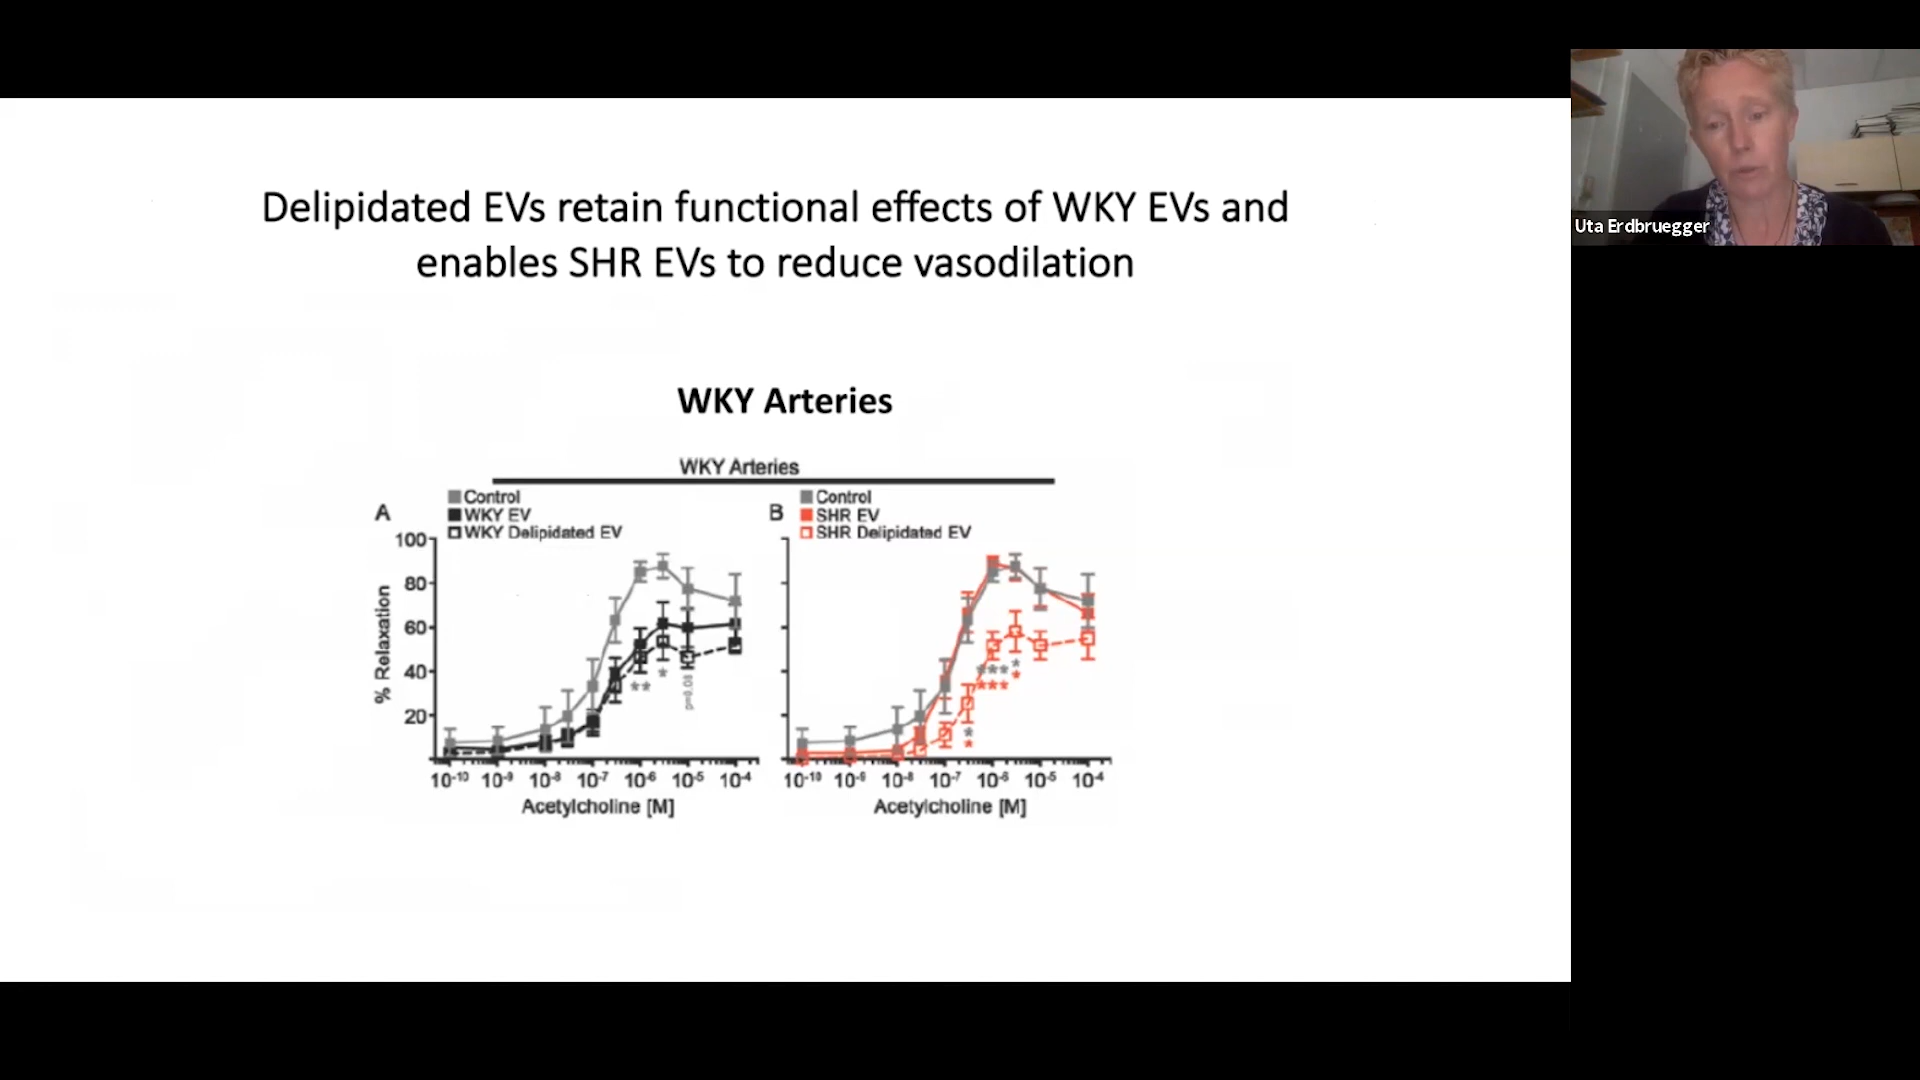 Delipidated EVs retain functional effects of WKY EVs and
enables SHR EVs to reduce vasodilation
Uta Erdbruegger
WKY Arteries
WKY Arteries
A
Control
WKY EV
WKY Delipidated EV
% Relaxation
100
80
60
40
20
** * p=0.08
10-10 10-9 10-8 10-7 10-6 10-5 10-4
Acetylcholine [M]
B
Control
SHR EV
SHR Delipidated EV
*** *
*** *
*
*
10-10 10-9 10-8 10-7 10-6 10-5 10-4
Acetylcholine [M]